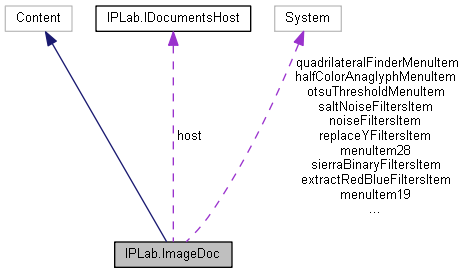 Content
IPLab.IDocumentsHost
System
quadrilateralFinderMenuItem
halfColorAnaglyphMenuItem
otsuThresholdMenuItem
saltNoiseFiltersItem
noiseFiltersItem
replaceYFiltersItem
menuItem28
sierraBinaryFiltersItem
extractRedBlueFiltersItem
menuItem19
...
host
IPLab.ImageDoc